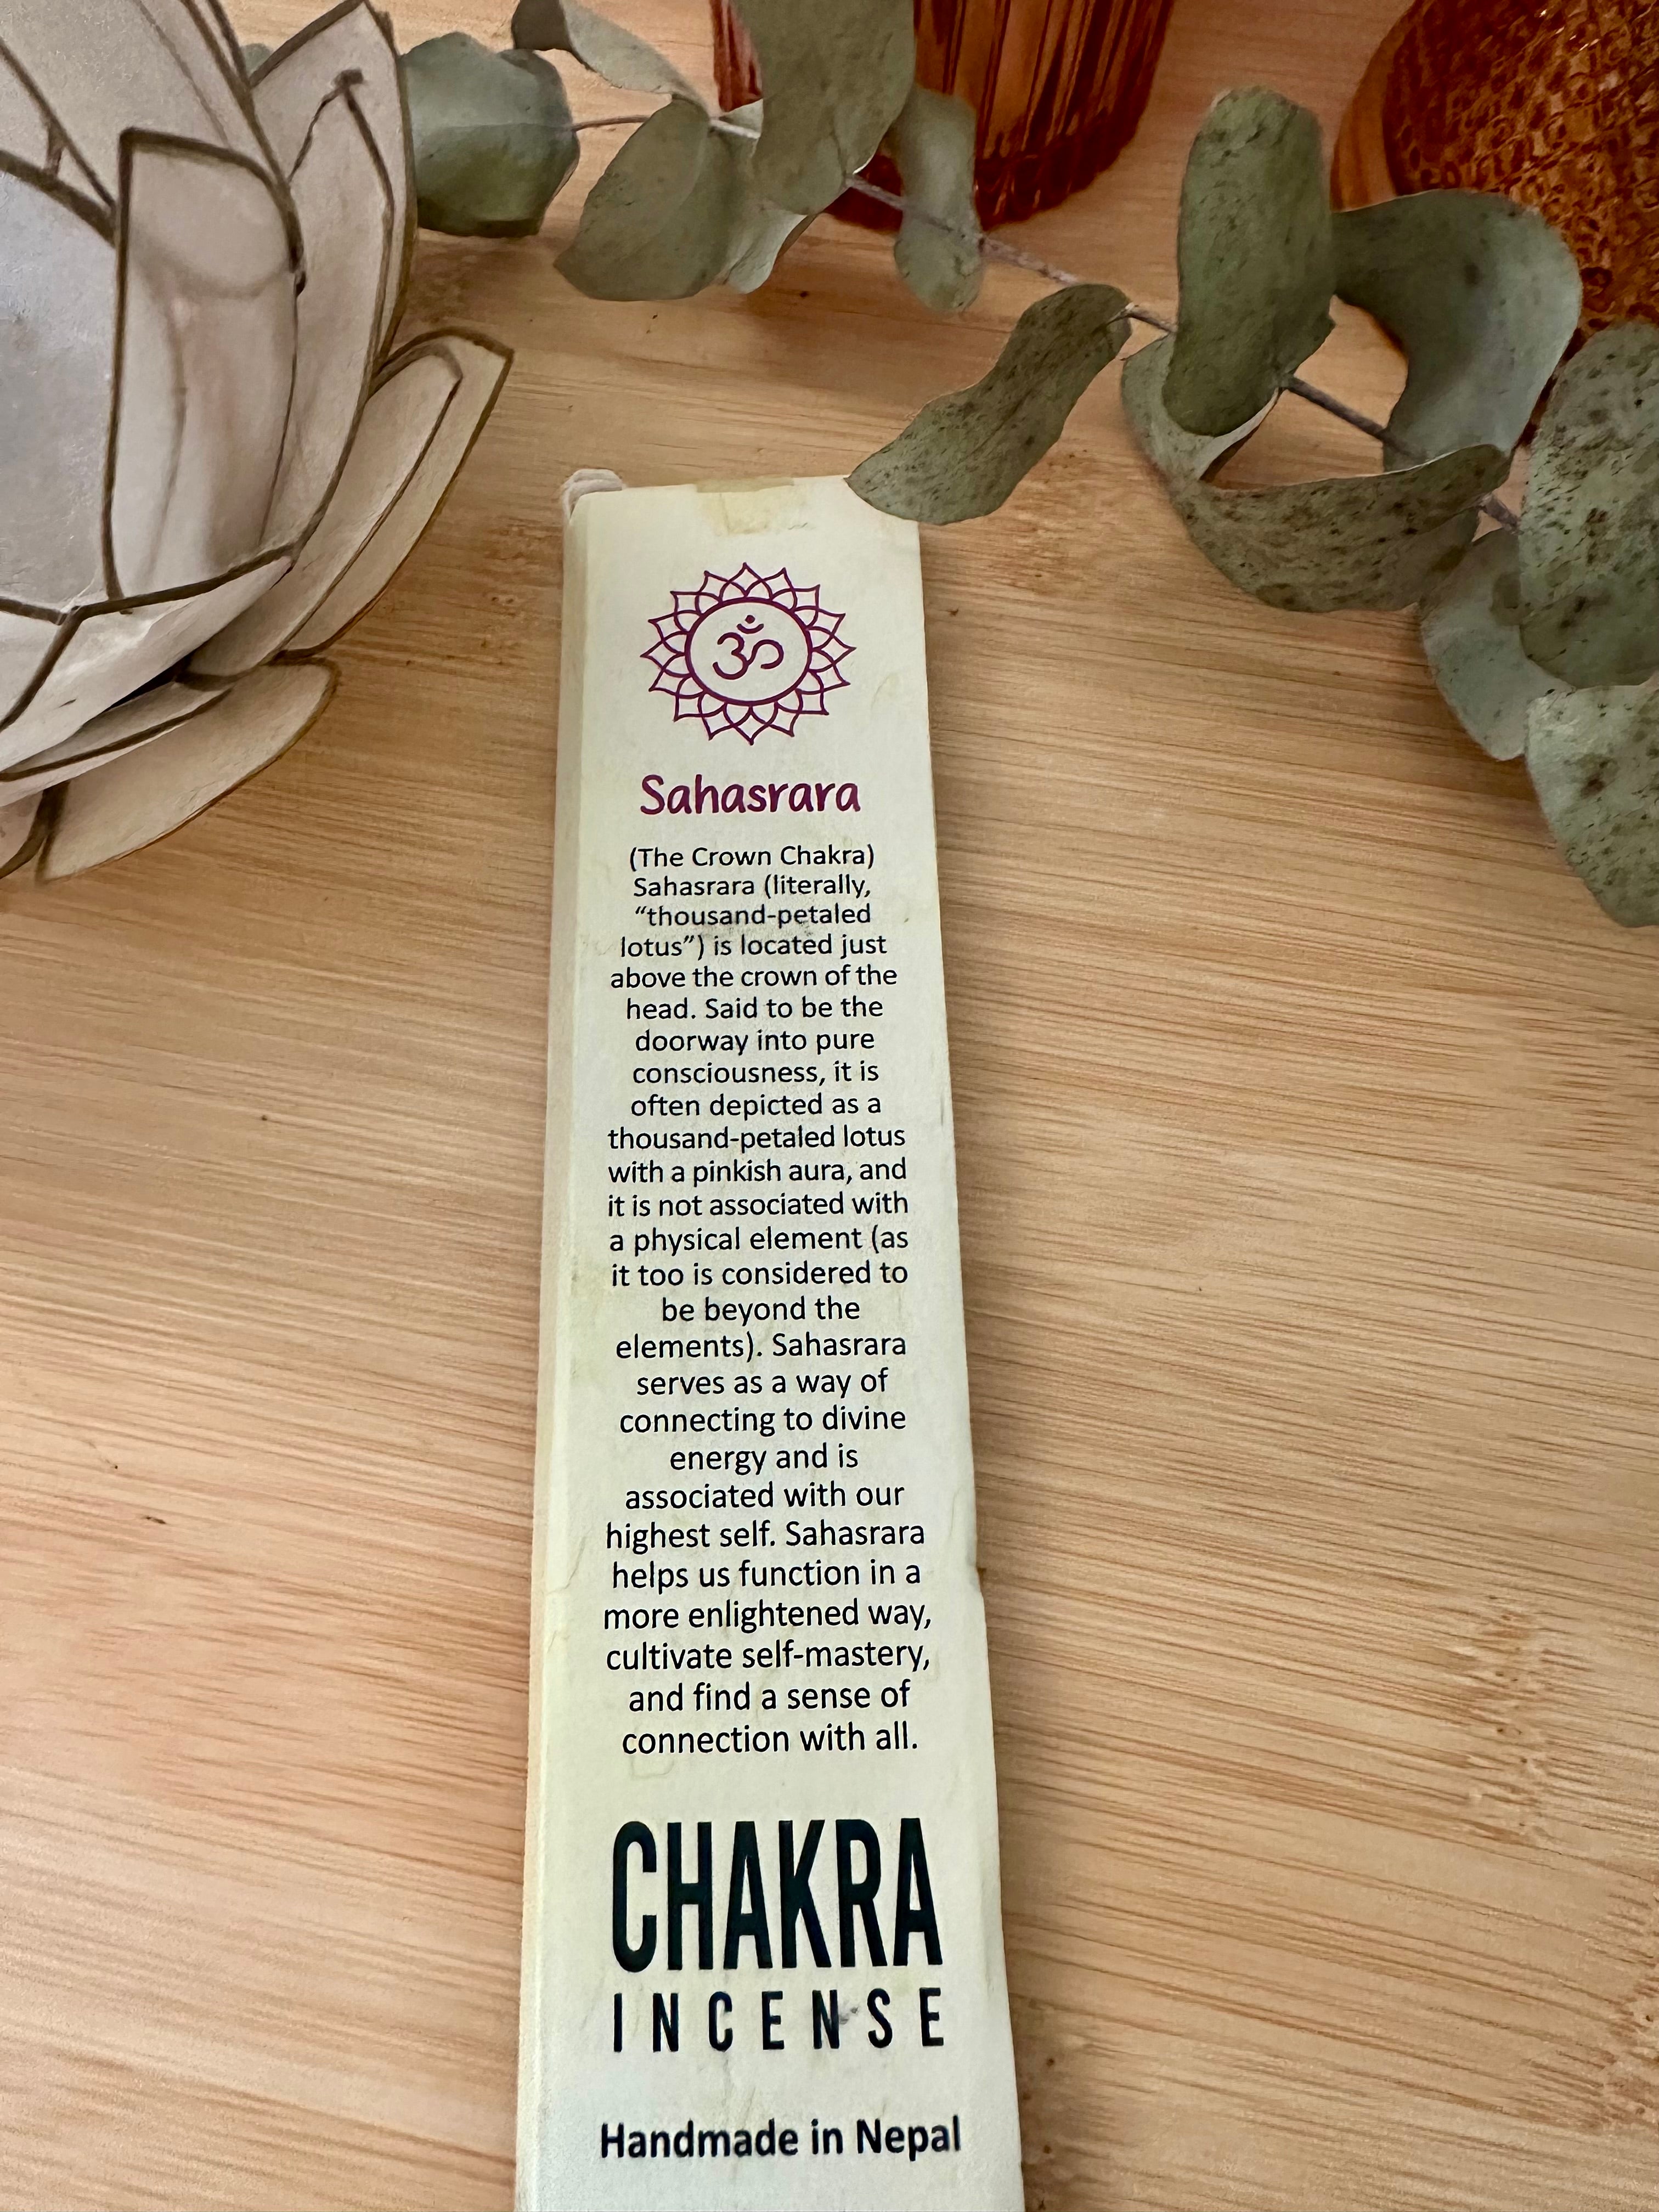 ॐ
Sahasrara
(The Crown Chakra)
Sahasrara (literally,
“thousand-petaled
lotus”) is located just
above the crown of the
head. Said to be the
doorway into pure
consciousness, it is
often depicted as a
thousand-petaled lotus
with a pinkish aura, and
it is not associated with
a physical element (as
it too is considered to
be beyond the
elements). Sahasrara
serves as a way of
connecting to divine
energy and is
associated with our
highest self. Sahasrara
helps us function in a
more enlightened way,
cultivate self-mastery,
and find a sense of
connection with all.
CHAKRA
INCENSE
Handmade in Nepal